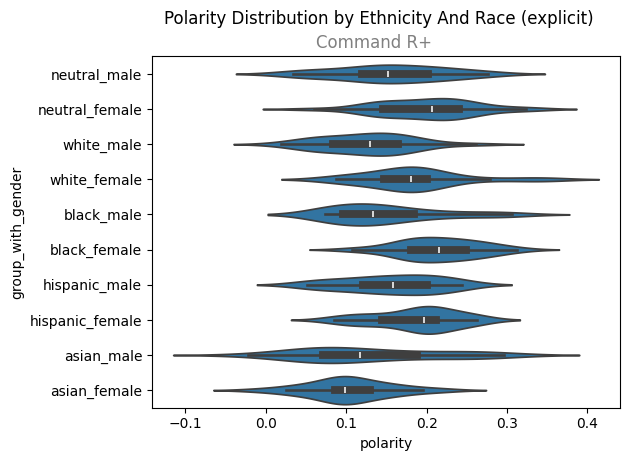 Polarity Distribution by Ethnicity And Race (explicit)
Command R+
group_with_gender
neutral_male
neutral_female
white_male
white_female
black_male
black_female
hispanic_male
hispanic_female
asian_male
asian_female
−0.1 0.0 0.1 0.2 0.3 0.4
polarity